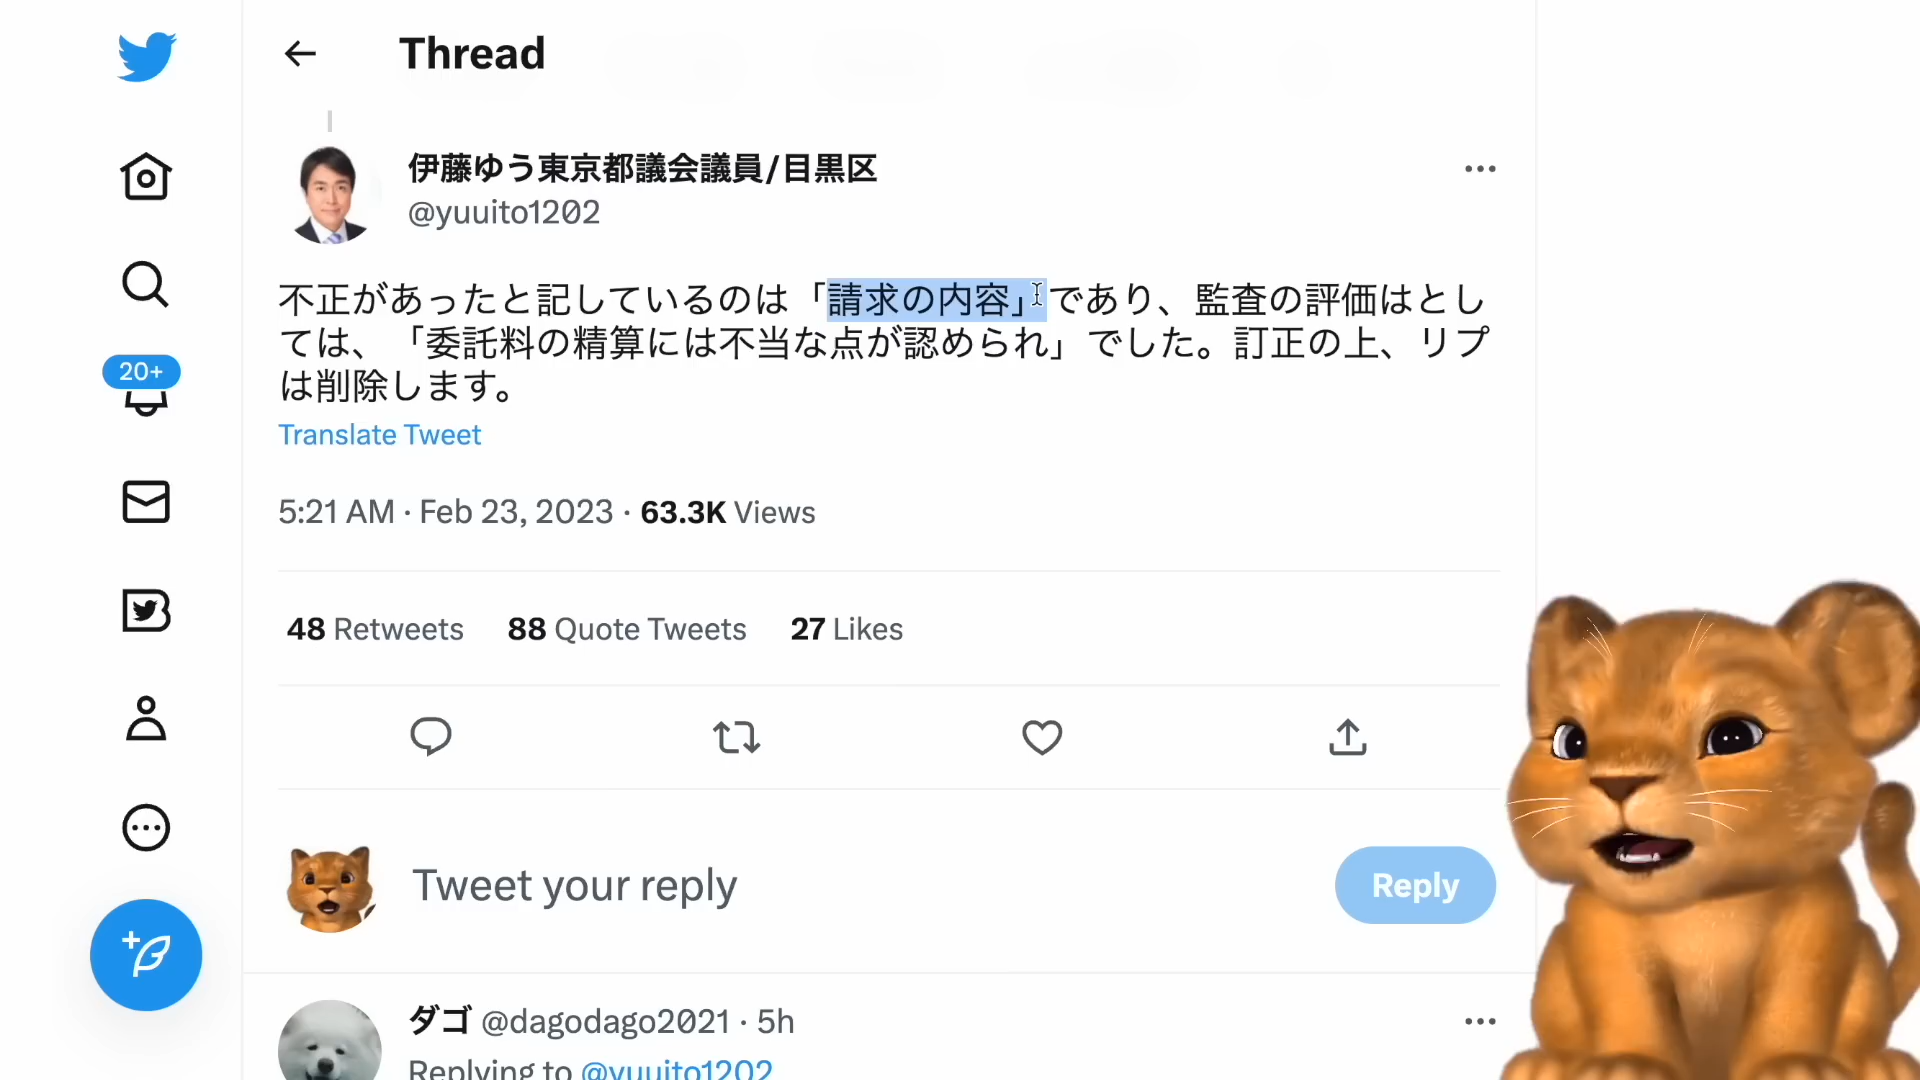 Thread
伊藤ゆう東京都議会議員/目黒区
@yuuito1202
不正があったと記しているのは「請求の内容」であり、監査の評価はとし
ては、「委託料の精算には不当な点が認められ」でした。訂正の上、リプ
は削除します。
Translate Tweet
5:21 AM · Feb 23, 2023 · 63.3K Views
48 Retweets 88 Quote Tweets 27 Likes
Tweet your reply
Reply
ダゴ @dagodago2021 · 5h
Replying to @yuuito1202
20+